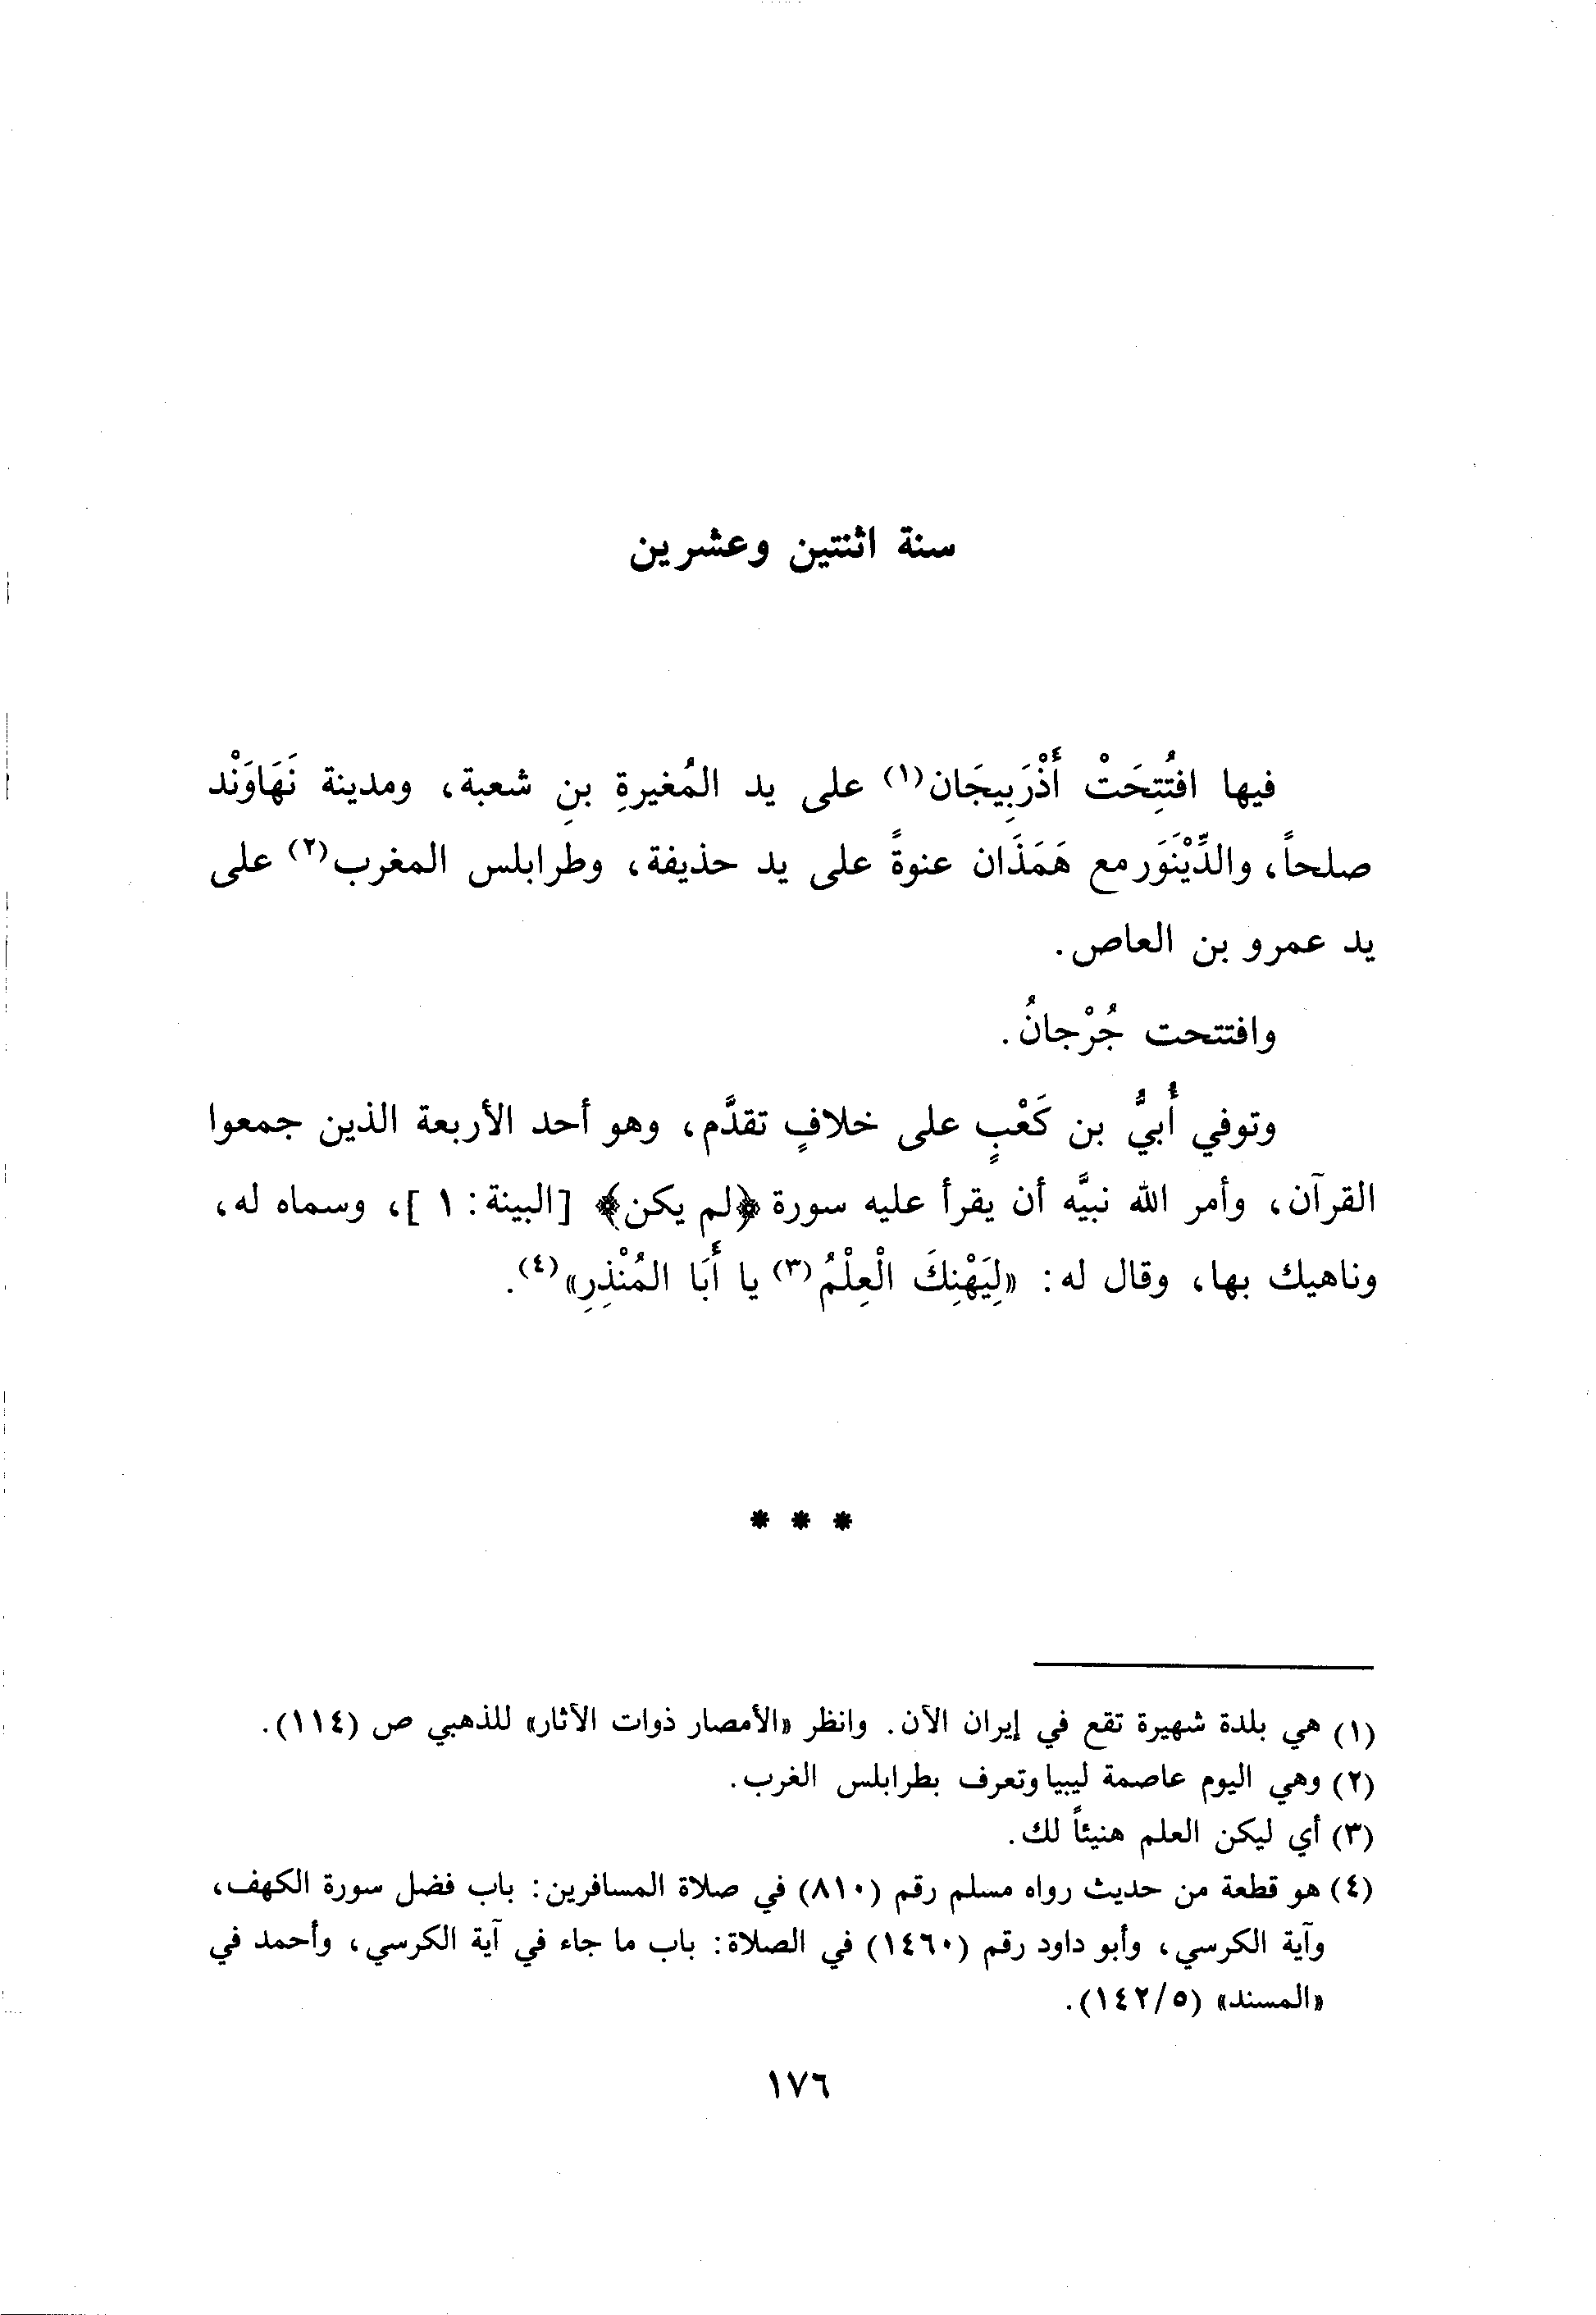 سنة اثنتين وعشرين
فيها افتُتِحَتْ أَذْرَبِيجَان(١) على يد المُغيرةِ بنِ شعبة، ومدينة نَهَاوَنْد
صلحاً، والدِّيْنَوَر مع هَمَذَان عنوةً على يد حذيفة، وطرابلس المغرب(٢) على
يد عمرو بن العاص.
وافتتحت جُرْجانُ.
وتوفي أُبيُّ بن كَعْبٍ على خلافٍ تقدَّم، وهو أحد الأربعة الذين جمعوا
القرآن، وأمر الله نبيَّه أن يقرأ عليه سورة ﴿لم يكن﴾ [البينة: ١]، وسماه له،
وناهيك بها، وقال له: «لِيَهْنِكَ الْعِلْمُ(٣) يا أَبَا المُنْذِرِ»(٤).
* * *
(١) هي بلدة شهيرة تقع في إيران الآن. وانظر «الأمصار ذوات الآثار» للذهبي ص (١١٤).
(٢) وهي اليوم عاصمة ليبيا وتعرف بطرابلس الغرب.
(٣) أي ليكن العلم هنيئاً لك.
(٤) هو قطعة من حديث رواه مسلم رقم (٨١٠) في صلاة المسافرين: باب فضل سورة الكهف،
وآية الكرسي، وأبو داود رقم (١٤٦٠) في الصلاة: باب ما جاء في آية الكرسي، وأحمد في
«المسند» (١٤٢/٥).
١٧٦